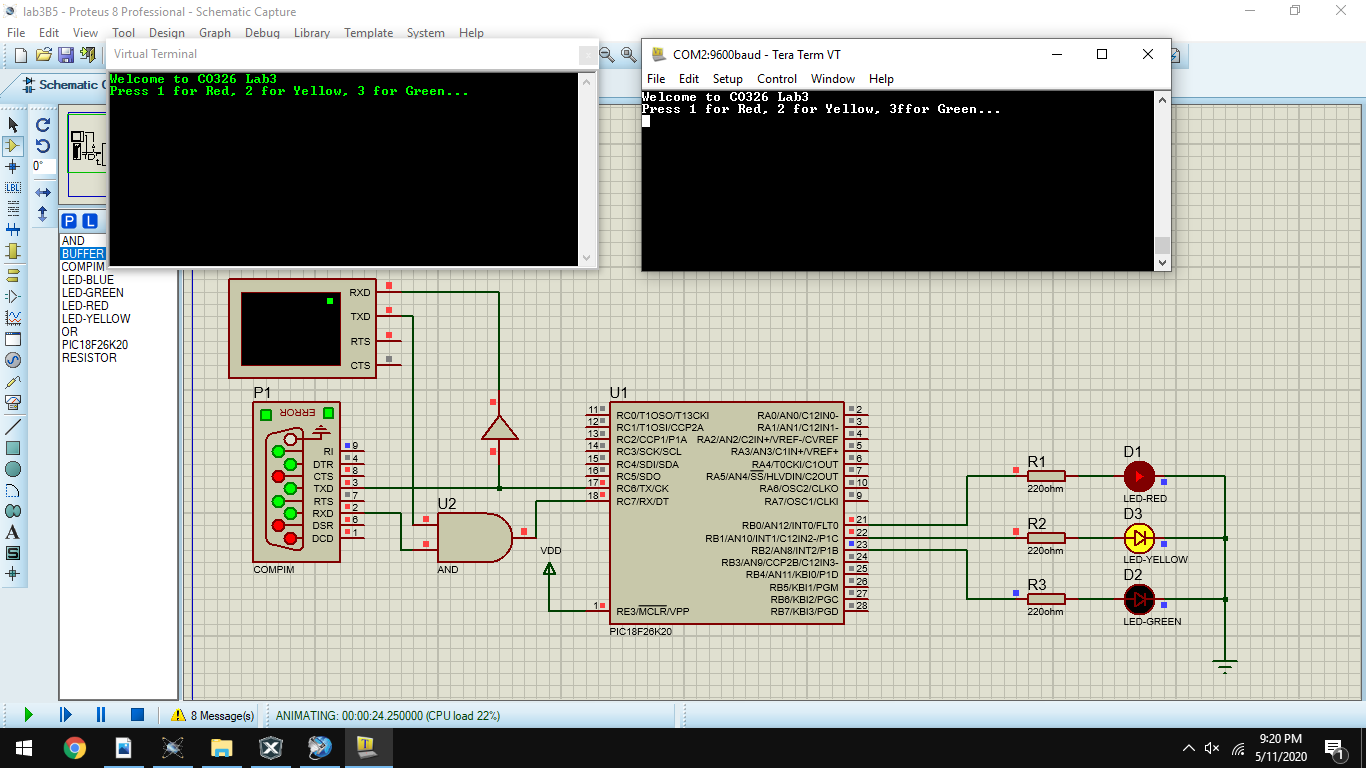 lab3B5 - Proteus 8 Professional - Schematic Capture
File Edit View Tool Design Graph Debug Library Template System Help
Virtual Terminal
Welcome to CO326 Lab3
Press 1 for Red, 2 for Yellow, 3 for Green...
COM2:9600baud - Tera Term VT
File Edit Setup Control Window Help
Welcome to CO326 Lab3
Press 1 for Red, 2 for Yellow, 3ffor Green...
Schematic C
0°
LBL
A
S
P L
AND
BUFFER
COMPIM
LED-BLUE
LED-GREEN
LED-RED
LED-YELLOW
OR
PIC18F26K20
RESISTOR
RXD
TXD
RTS
CTS
P1
ERROR
RI 9
DTR 4
CTS 8
TXD 3
RTS 7
RXD 2
DSR 6
DCD 1
COMPIM
U2
AND
VDD
U1
11 RC0/T1OSO/T13CKI
12 RC1/T1OSI/CCP2A
13 RC2/CCP1/P1A
14 RC3/SCK/SCL
15 RC4/SDI/SDA
16 RC5/SDO
17 RC6/TX/CK
18 RC7/RX/DT
1 RE3/MCLR/VPP
RA0/AN0/C12IN0- 2
RA1/AN1/C12IN1- 3
RA2/AN2/C2IN+/VREF-/CVREF 4
RA3/AN3/C1IN+/VREF+ 5
RA4/T0CKI/C1OUT 6
RA5/AN4/SS/HLVDIN/C2OUT 7
RA6/OSC2/CLKO 10
RA7/OSC1/CLKI 9
RB0/AN12/INT0/FLT0 21
RB1/AN10/INT1/C12IN2-/P1C 22
RB2/AN8/INT2/P1B 23
RB3/AN9/CCP2B/C12IN3- 24
RB4/AN11/KBI0/P1D 25
RB5/KBI1/PGM 26
RB6/KBI2/PGC 27
RB7/KBI3/PGD 28
PIC18F26K20
R1
220ohm
R2
220ohm
R3
220ohm
D1
LED-RED
D3
LED-YELLOW
D2
LED-GREEN
8 Message(s)
ANIMATING: 00:00:24.250000 (CPU load 22%)
9:20 PM
5/11/2020
1